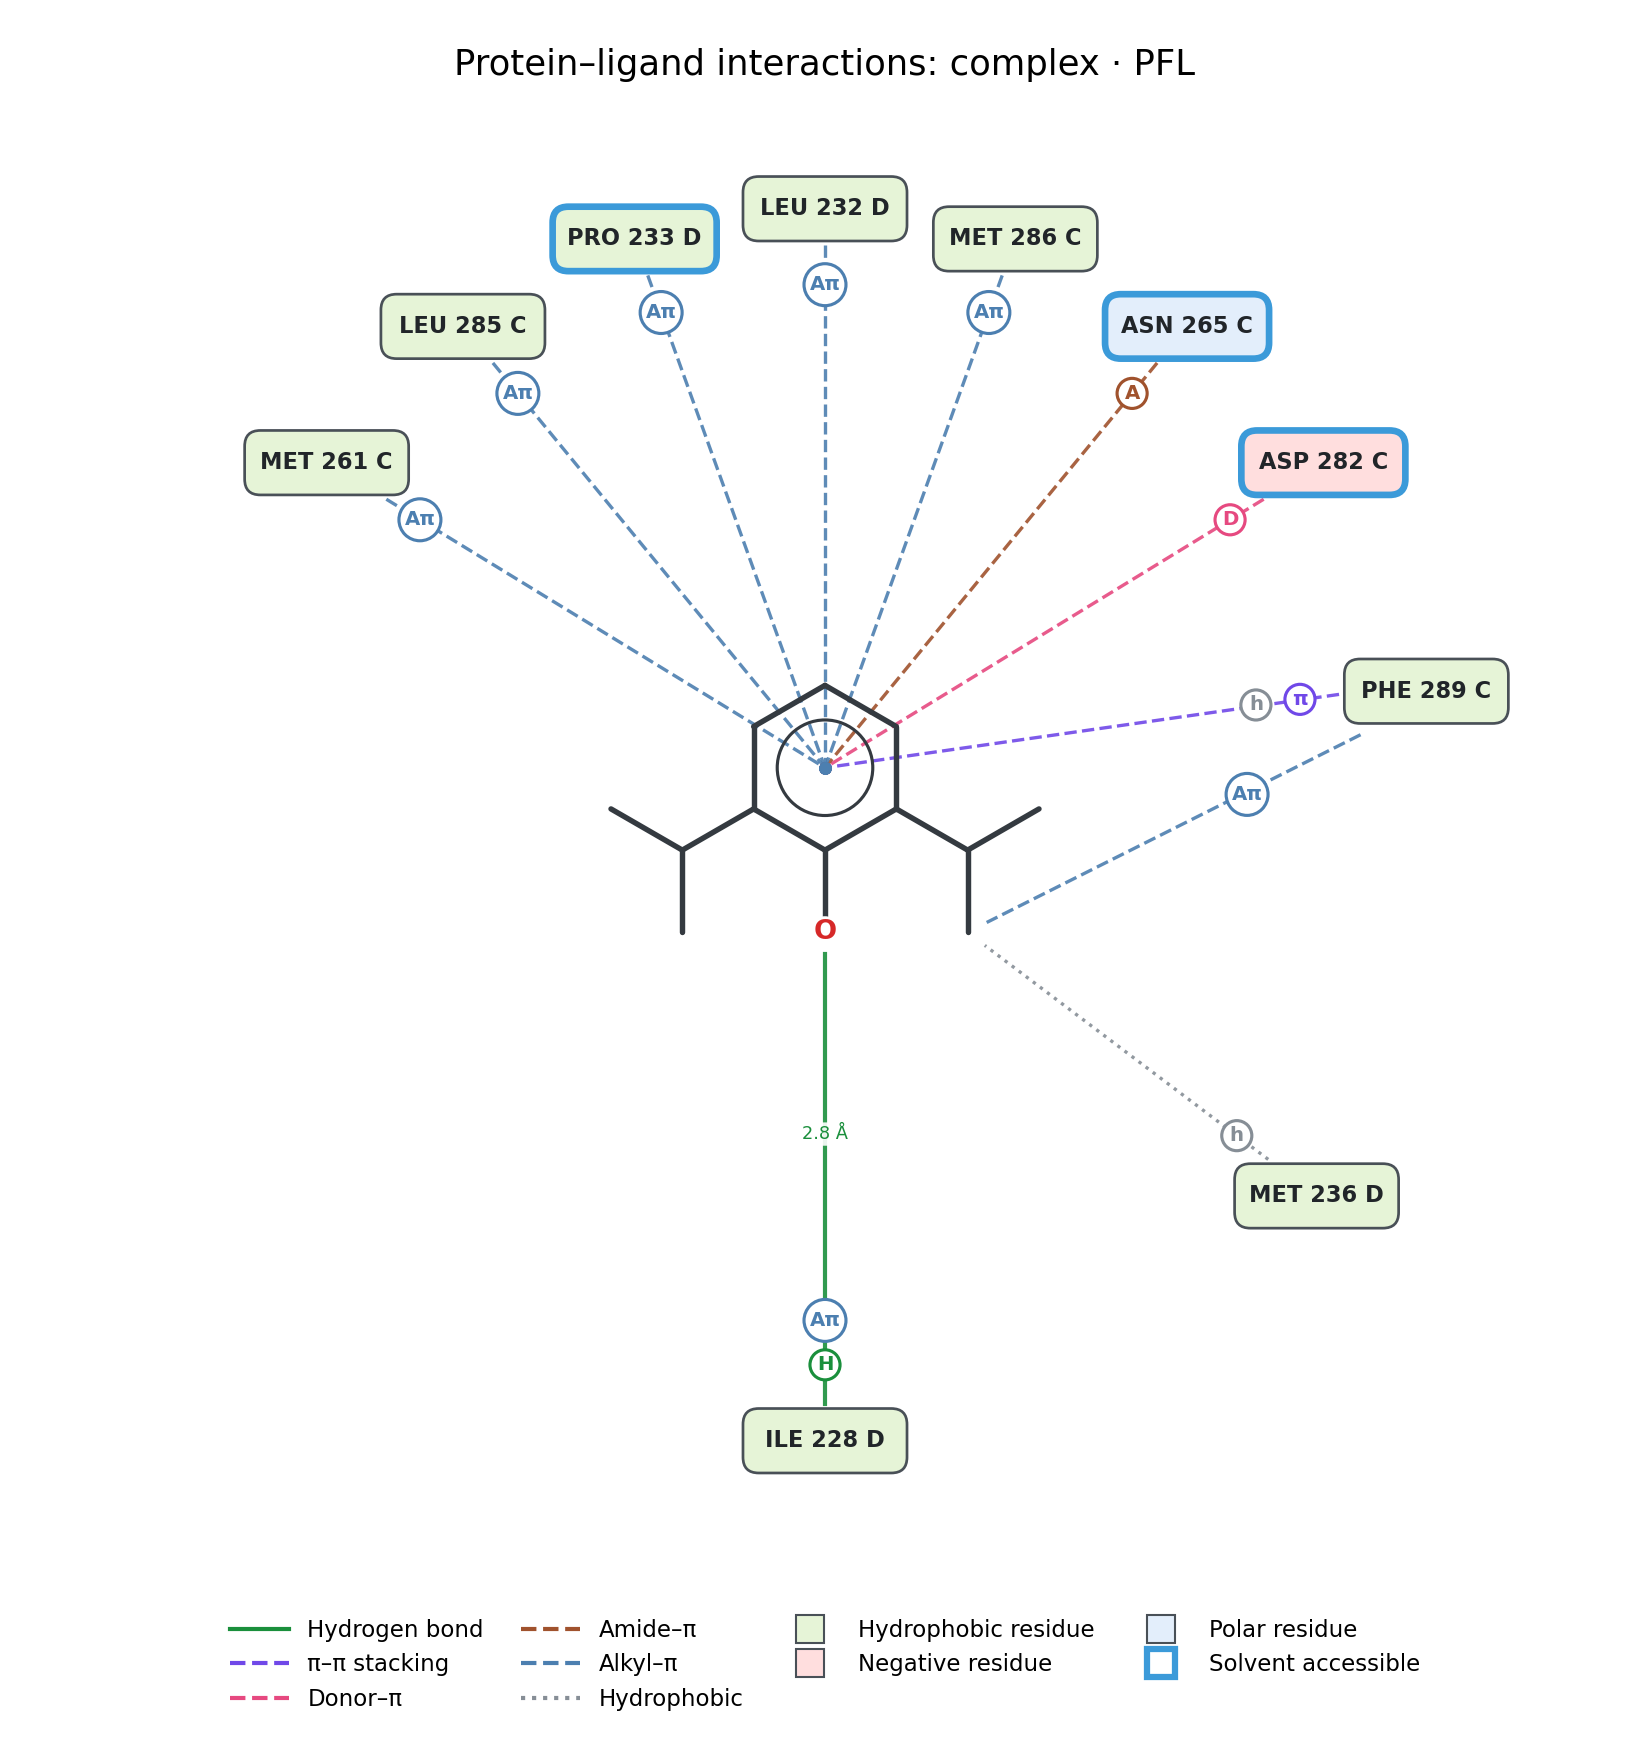 Protein–ligand interactions: complex · PFL
LEU 232 D
PRO 233 D
MET 286 C
Aπ
Aπ
Aπ
LEU 285 C
ASN 265 C
Aπ
A
MET 261 C
ASP 282 C
Aπ
D
PHE 289 C
h
π
Aπ
O
2.8 Å
h
MET 236 D
Aπ
H
ILE 228 D
Hydrogen bond
π–π stacking
Donor–π
Amide–π
Alkyl–π
Hydrophobic
Hydrophobic residue
Negative residue
Polar residue
Solvent accessible